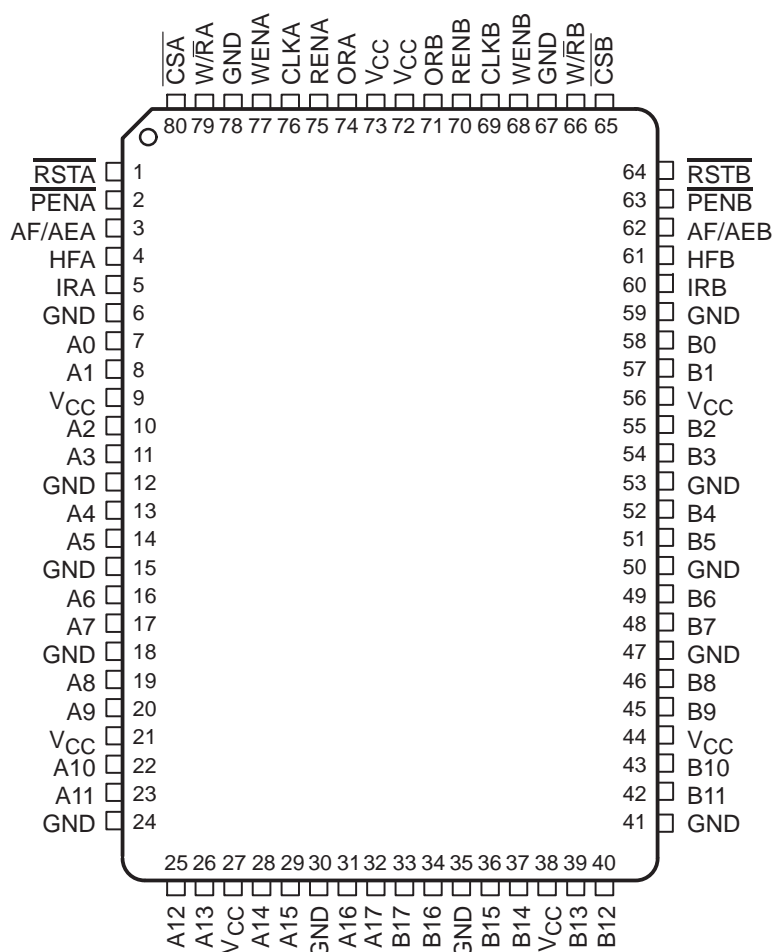 CSA W/RA GND WENA CLKA RENA ORA VCC VCC ORB RENB CLKB WENB GND W/RB CSB
80 79 78 77 76 75 74 73 72 71 70 69 68 67 66 65
RSTA 1 64 RSTB
PENA 2 63 PENB
AF/AEA 3 62 AF/AEB
HFA 4 61 HFB
IRA 5 60 IRB
GND 6 59 GND
A0 7 58 B0
A1 8 57 B1
VCC 9 56 VCC
A2 10 55 B2
A3 11 54 B3
GND 12 53 GND
A4 13 52 B4
A5 14 51 B5
GND 15 50 GND
A6 16 49 B6
A7 17 48 B7
GND 18 47 GND
A8 19 46 B8
A9 20 45 B9
VCC 21 44 VCC
A10 22 43 B10
A11 23 42 B11
GND 24 41 GND
25 26 27 28 29 30 31 32 33 34 35 36 37 38 39 40
A12 A13 VCC A14 A15 GND A16 A17 B17 B16 GND B15 B14 VCC B13 B12